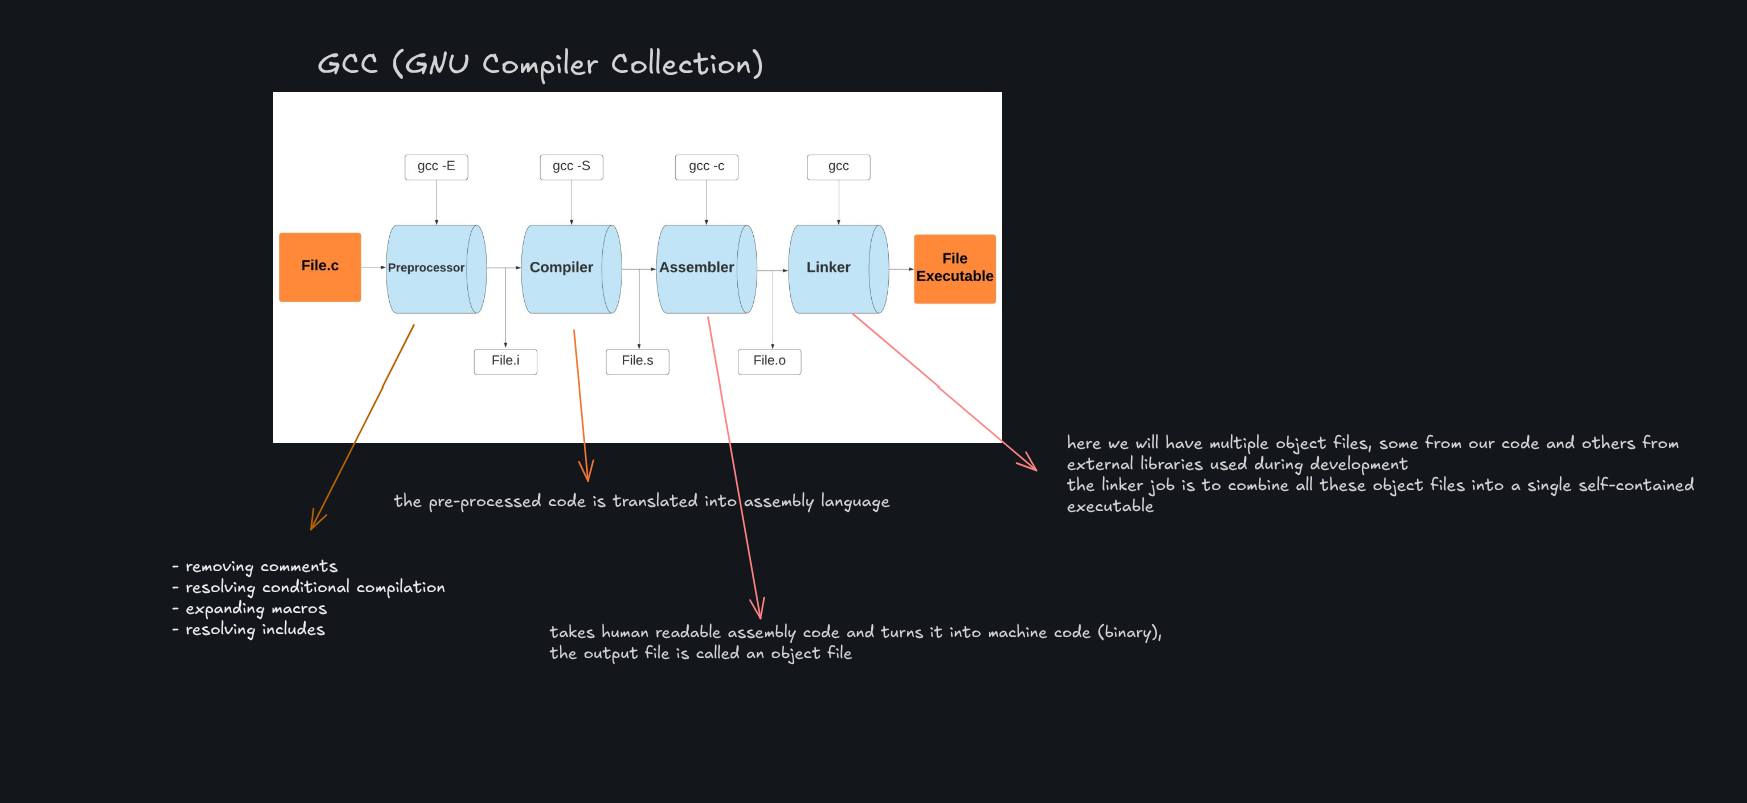 GCC (GNU Compiler Collection)
gcc -E
gcc -S
gcc -c
gcc
File.c
Preprocessor
Compiler
Assembler
Linker
File
Executable
File.i
File.s
File.o
here we will have multiple object files, some from our code and others from
external libraries used during development
the linker job is to combine all these object files into a single self-contained
executable
the pre-processed code is translated into assembly language
- removing comments
- resolving conditional compilation
- expanding macros
- resolving includes
takes human readable assembly code and turns it into machine code (binary),
the output file is called an object file